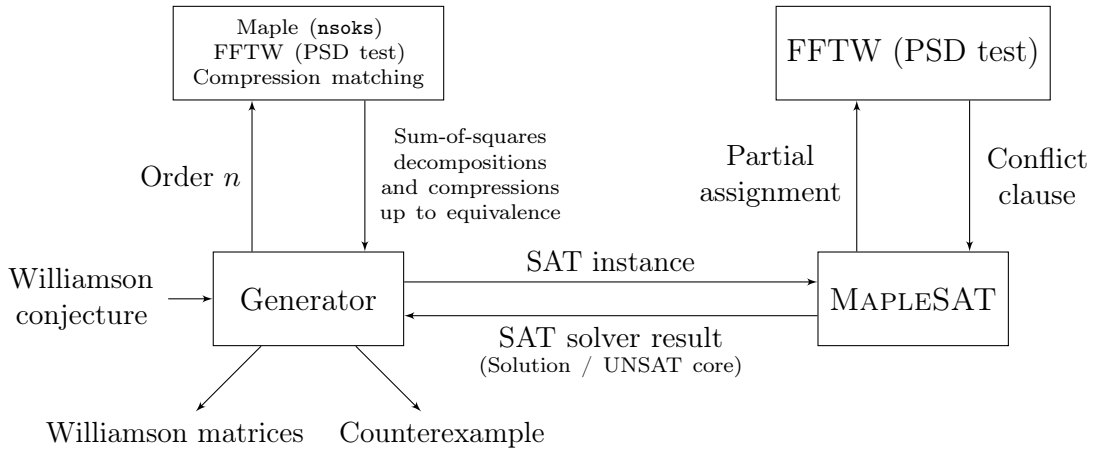 Maple (nsoks)
FFTW (PSD test)
Compression matching
FFTW (PSD test)
Order n
Sum-of-squares
decompositions
and compressions
up to equivalence
Partial
assignment
Conflict
clause
Williamson
conjecture
Generator
SAT instance
MAPLESAT
SAT solver result
(Solution / UNSAT core)
Williamson matrices
Counterexample